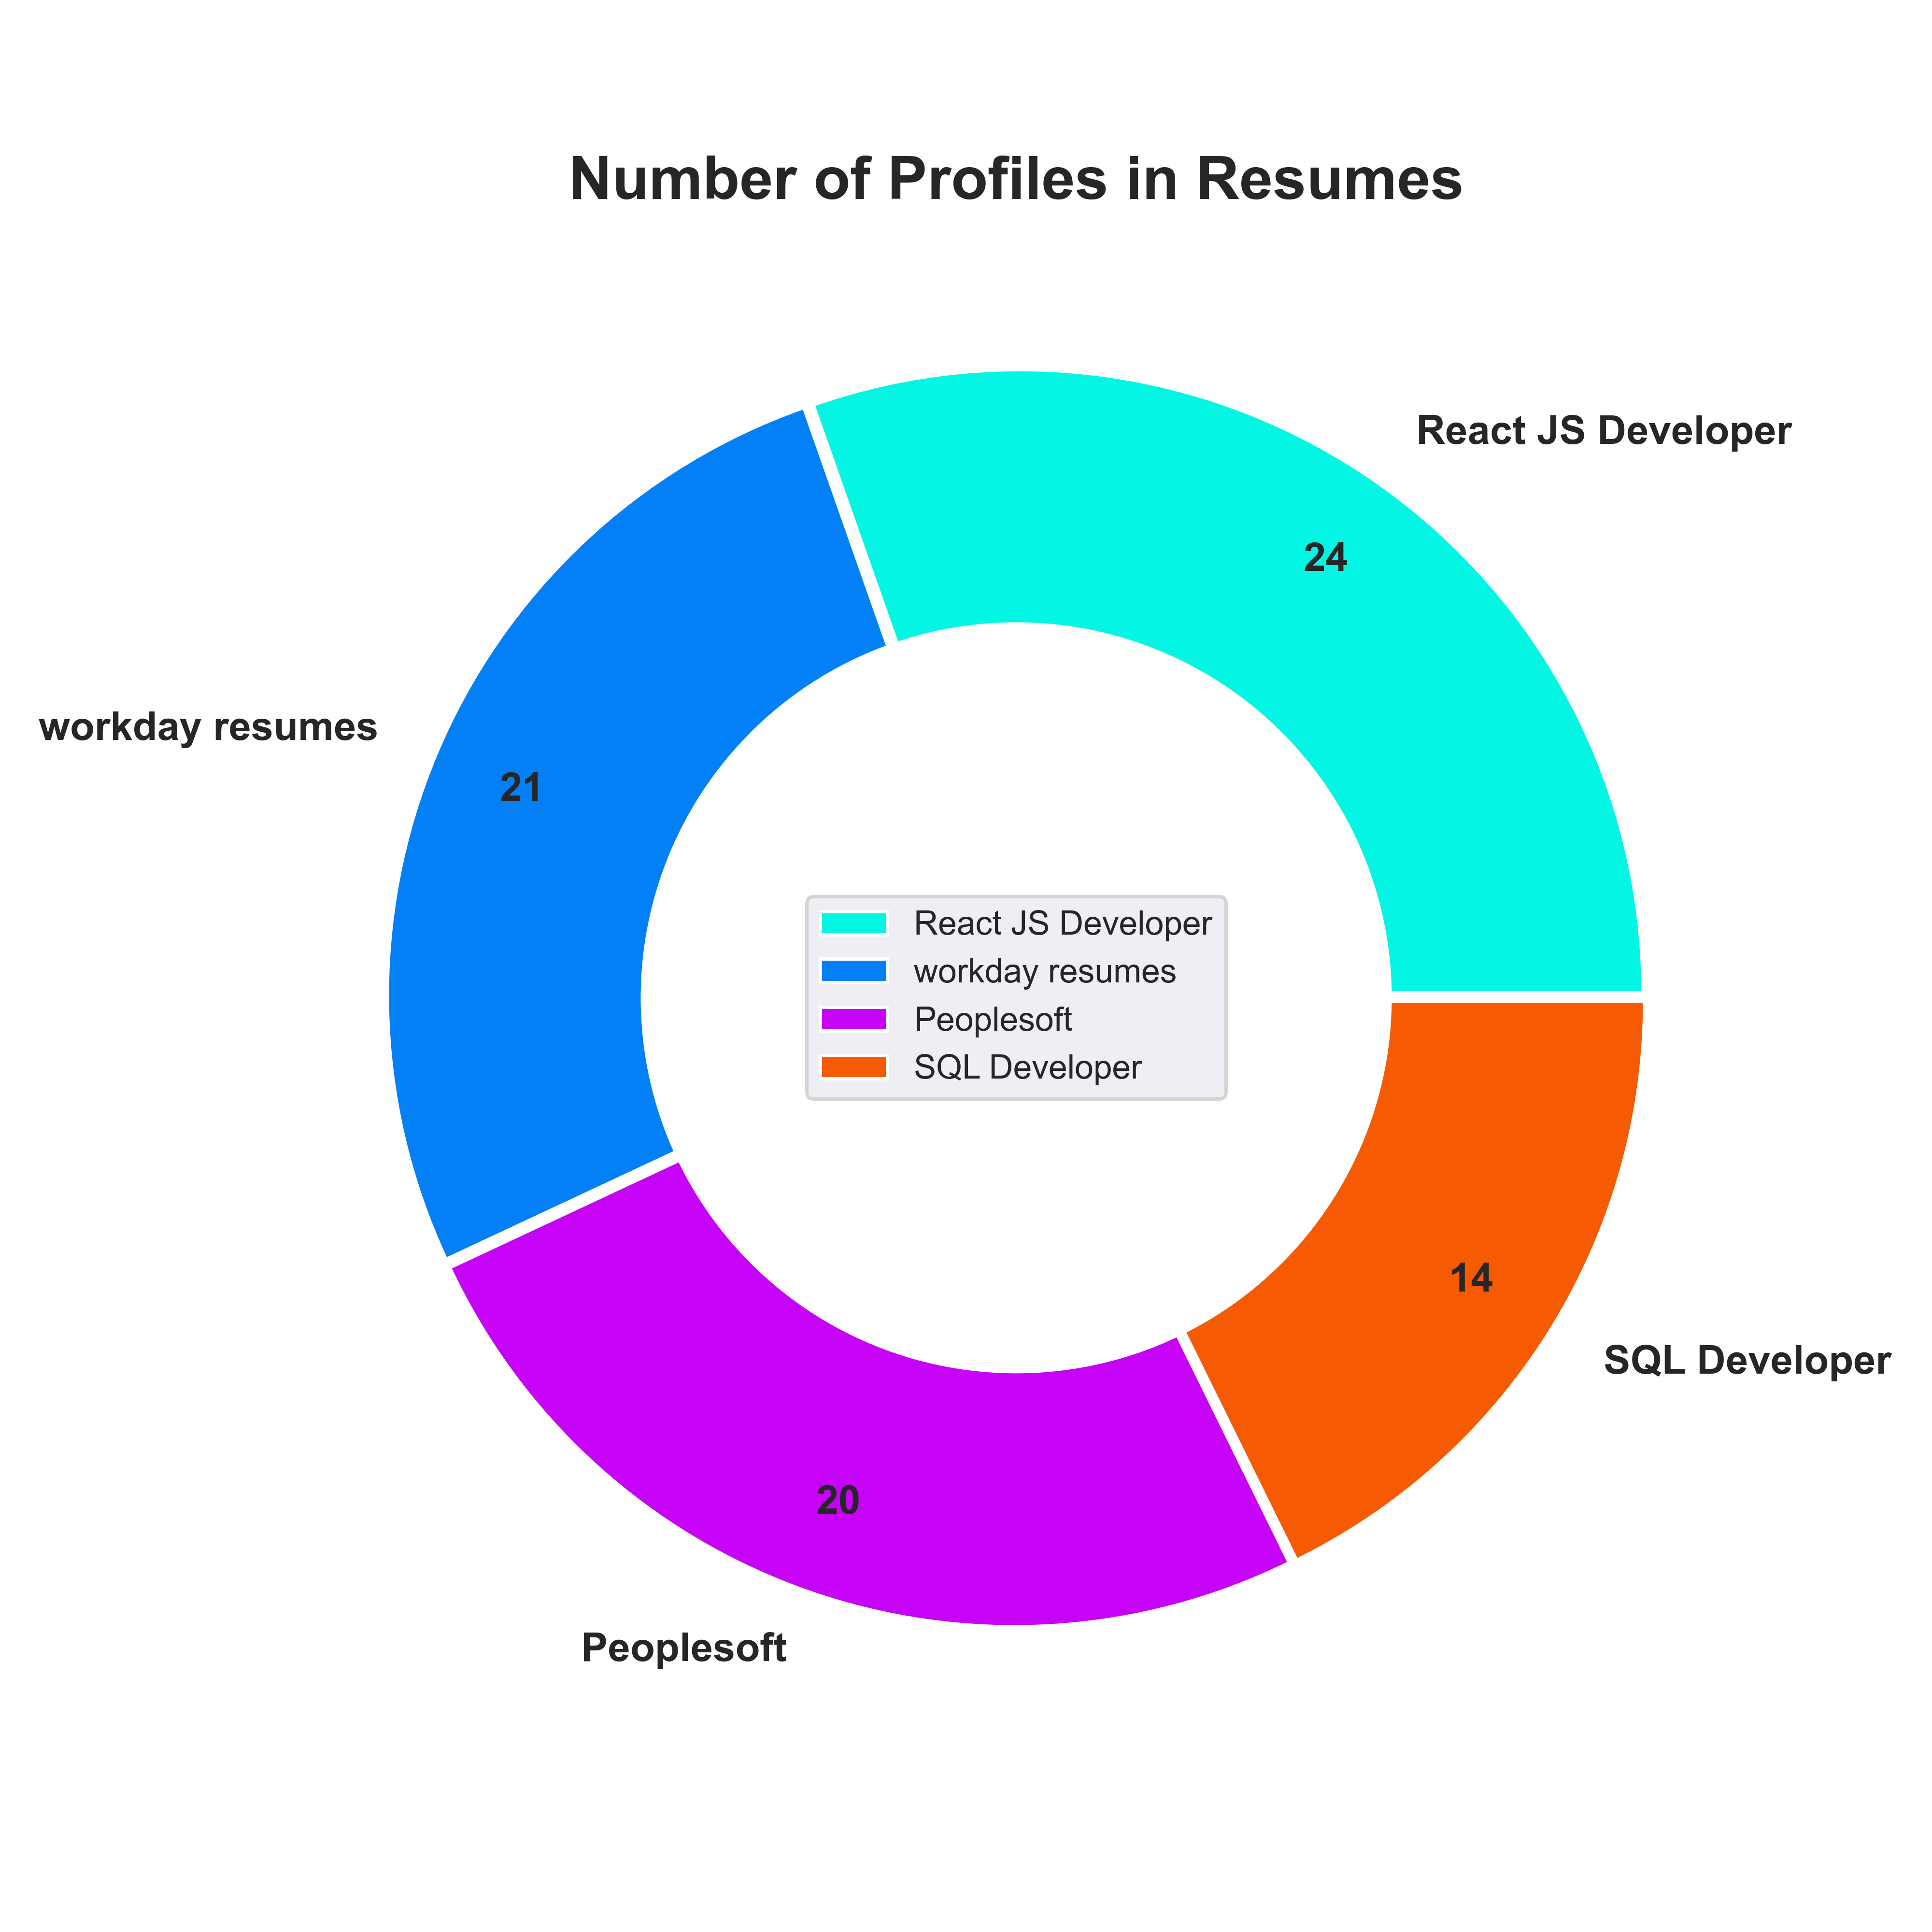 Number of Profiles in Resumes
React JS Developer
24
workday resumes
21
React JS Developer
workday resumes
Peoplesoft
SQL Developer
14
SQL Developer
20
Peoplesoft